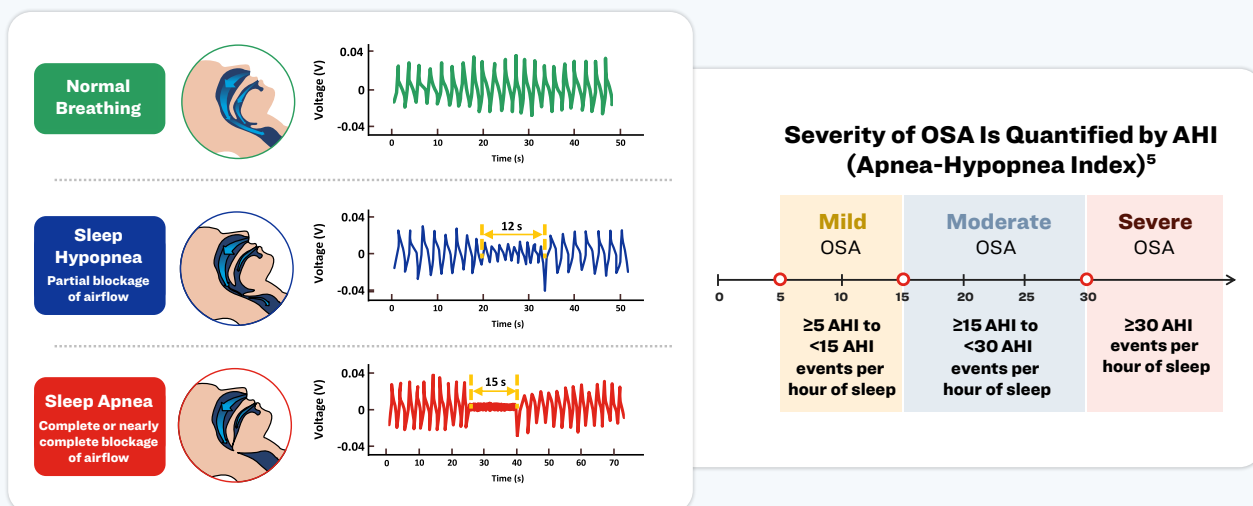 Normal
Breathing
Voltage (V)
0.04
0
-0.04
0 10 20 30 40 50
Time (s)
Sleep
Hypopnea
Partial blockage
of airflow
Voltage (V)
0.04
0
-0.04
12 s
0 10 20 30 40 50
Time (s)
Sleep Apnea
Complete or nearly
complete blockage
of airflow
Voltage (V)
0.04
0
-0.04
15 s
0 10 20 30 40 50 60 70
Time (s)
Severity of OSA Is Quantified by AHI
(Apnea-Hypopnea Index)⁵
Mild
OSA
Moderate
OSA
Severe
OSA
0 5 10 15 20 25 30
≥5 AHI to
<15 AHI
events per
hour of sleep
≥15 AHI to
<30 AHI
events per
hour of sleep
≥30 AHI
events per
hour of sleep